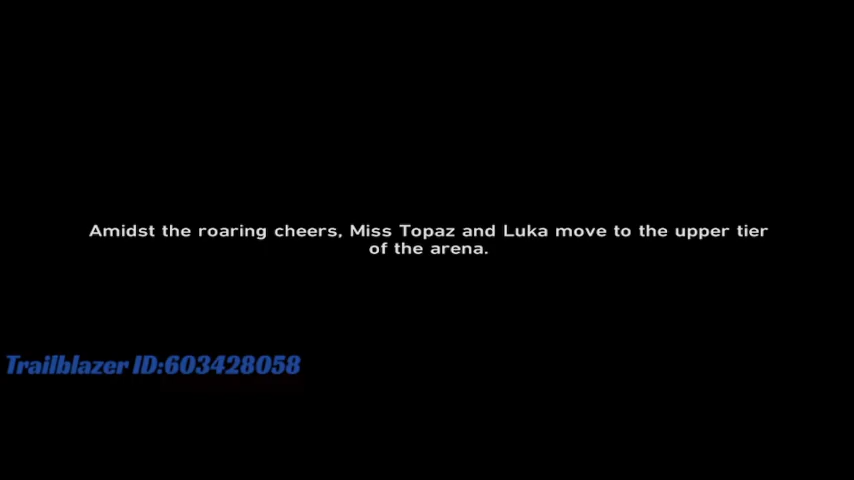 Amidst the roaring cheers, Miss Topaz and Luka move to the upper tier
of the arena.
Trailblazer ID:603428058